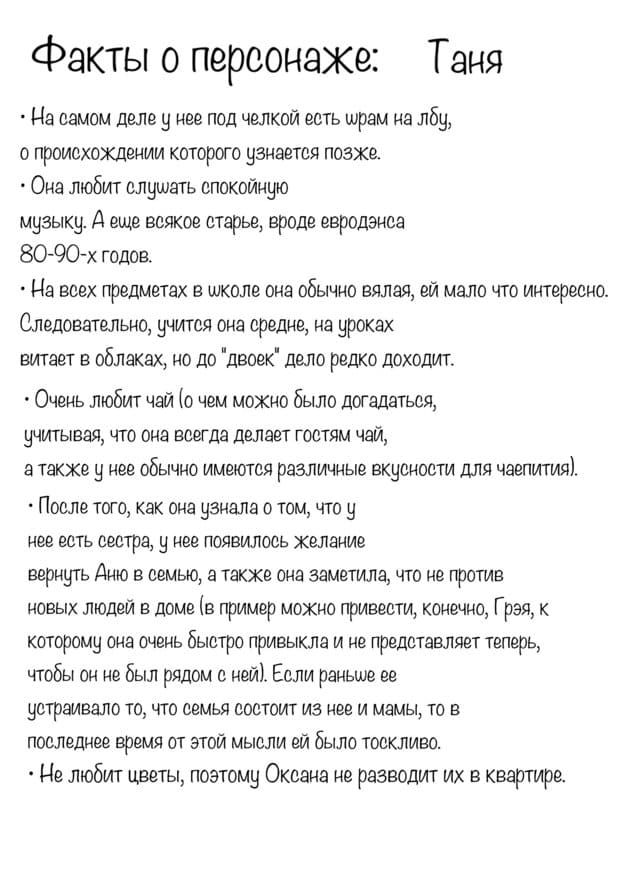 Факты о персонаже: Таня
• На самом деле у нее под челкой есть шрам на лбу,
о происхождении которого узнается позже.
• Она любит слушать спокойную
музыку. А еще всякое старье, вроде евродэнса
80-90-х годов.
• На всех предметах в школе она обычно вялая, ей мало что интересно.
Следовательно, учится она средне, на уроках
витает в облаках, но до "двоек" дело редко доходит.
• Очень любит чай (о чем можно было догадаться,
учитывая, что она всегда делает гостям чай,
а также у нее обычно имеются различные вкусности для чаепития).
• После того, как она узнала о том, что у
нее есть сестра, у нее появилось желание
вернуть Аню в семью, а также она заметила, что не против
новых людей в доме (в пример можно привести, конечно, Грэя, к
которому она очень быстро привыкла и не представляет теперь,
чтобы он не был рядом с ней). Если раньше ее
устраивало то, что семья состоит из нее и мамы, то в
последнее время от этой мысли ей было тоскливо.
• Не любит цветы, поэтому Оксана не разводит их в квартире.